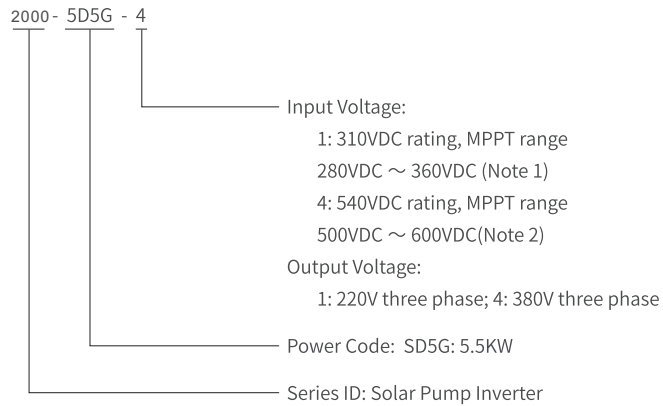 2000 - 5D5G - 4
Input Voltage:
1: 310VDC rating, MPPT range
280VDC ～ 360VDC (Note 1)
4: 540VDC rating, MPPT range
500VDC ～ 600VDC(Note 2)
Output Voltage:
1: 220V three phase; 4: 380V three phase
Power Code: SD5G: 5.5KW
Series ID: Solar Pump Inverter